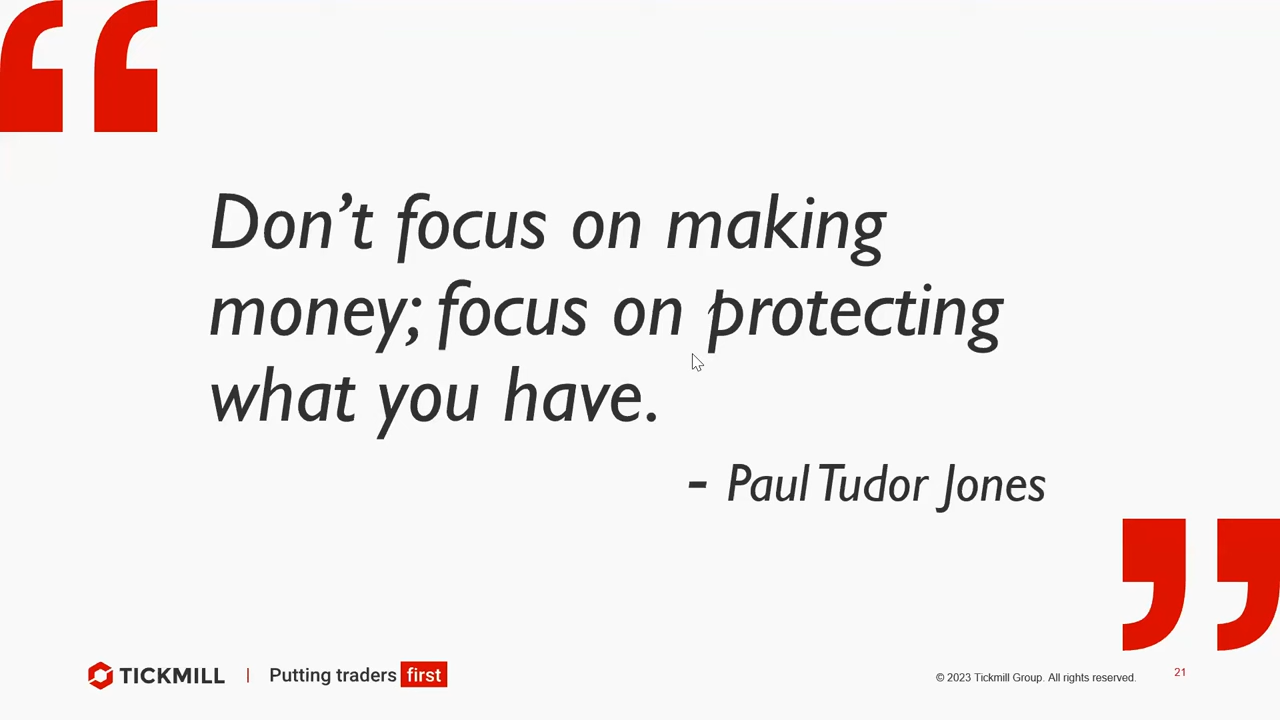 Don’t focus on making
money; focus on protecting
what you have.
- Paul Tudor Jones
TICKMILL | Putting traders first
© 2023 Tickmill Group. All rights reserved.
21